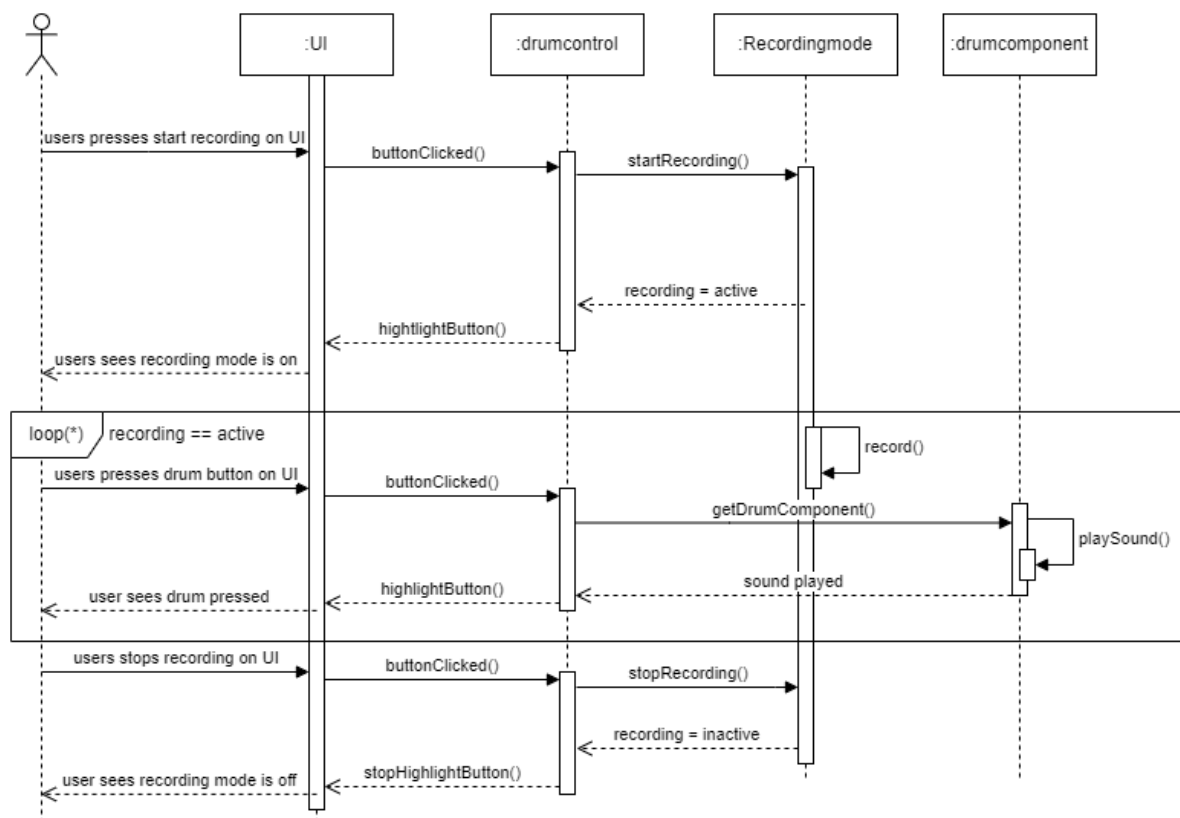 :UI
:drumcontrol
:Recordingmode
:drumcomponent
users presses start recording on UI
buttonClicked()
startRecording()
recording = active
hightlightButton()
users sees recording mode is on
loop(*)
recording == active
record()
users presses drum button on UI
buttonClicked()
getDrumComponent()
playSound()
sound played
highlightButton()
user sees drum pressed
users stops recording on UI
buttonClicked()
stopRecording()
recording = inactive
stopHighlightButton()
user sees recording mode is off